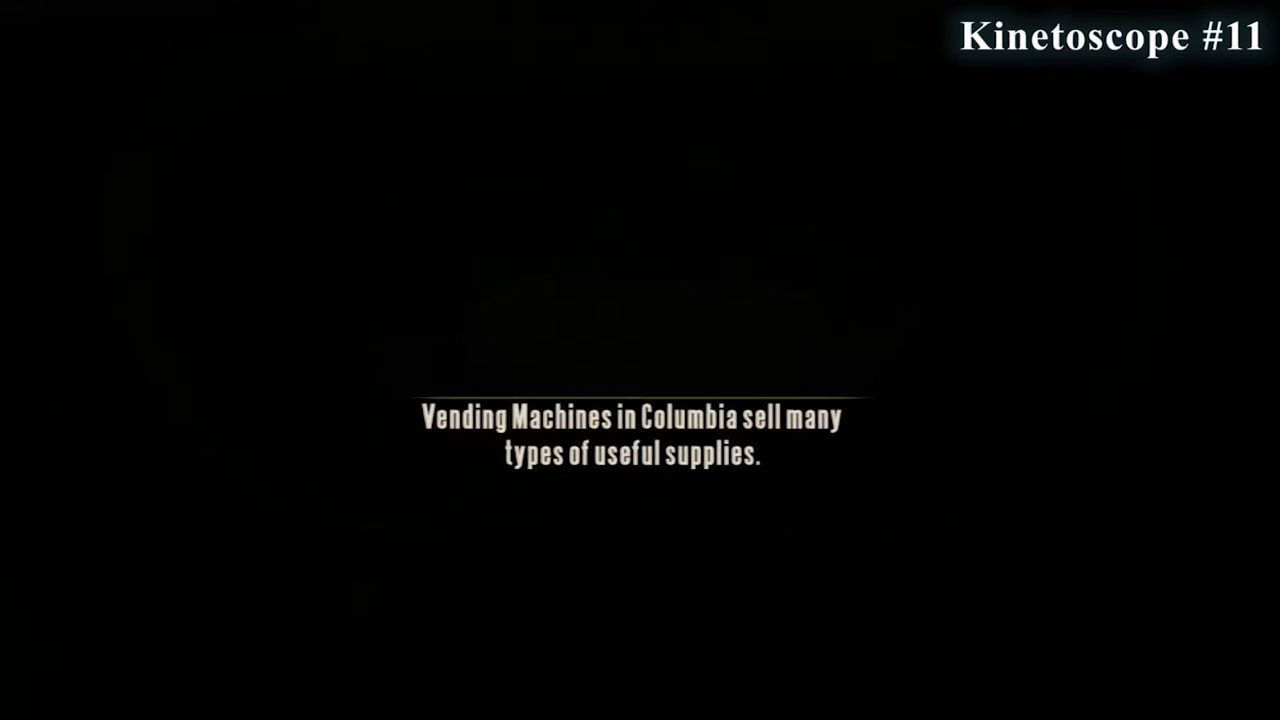 Kinetoscope #11
Vending Machines in Columbia sell many
types of useful supplies.